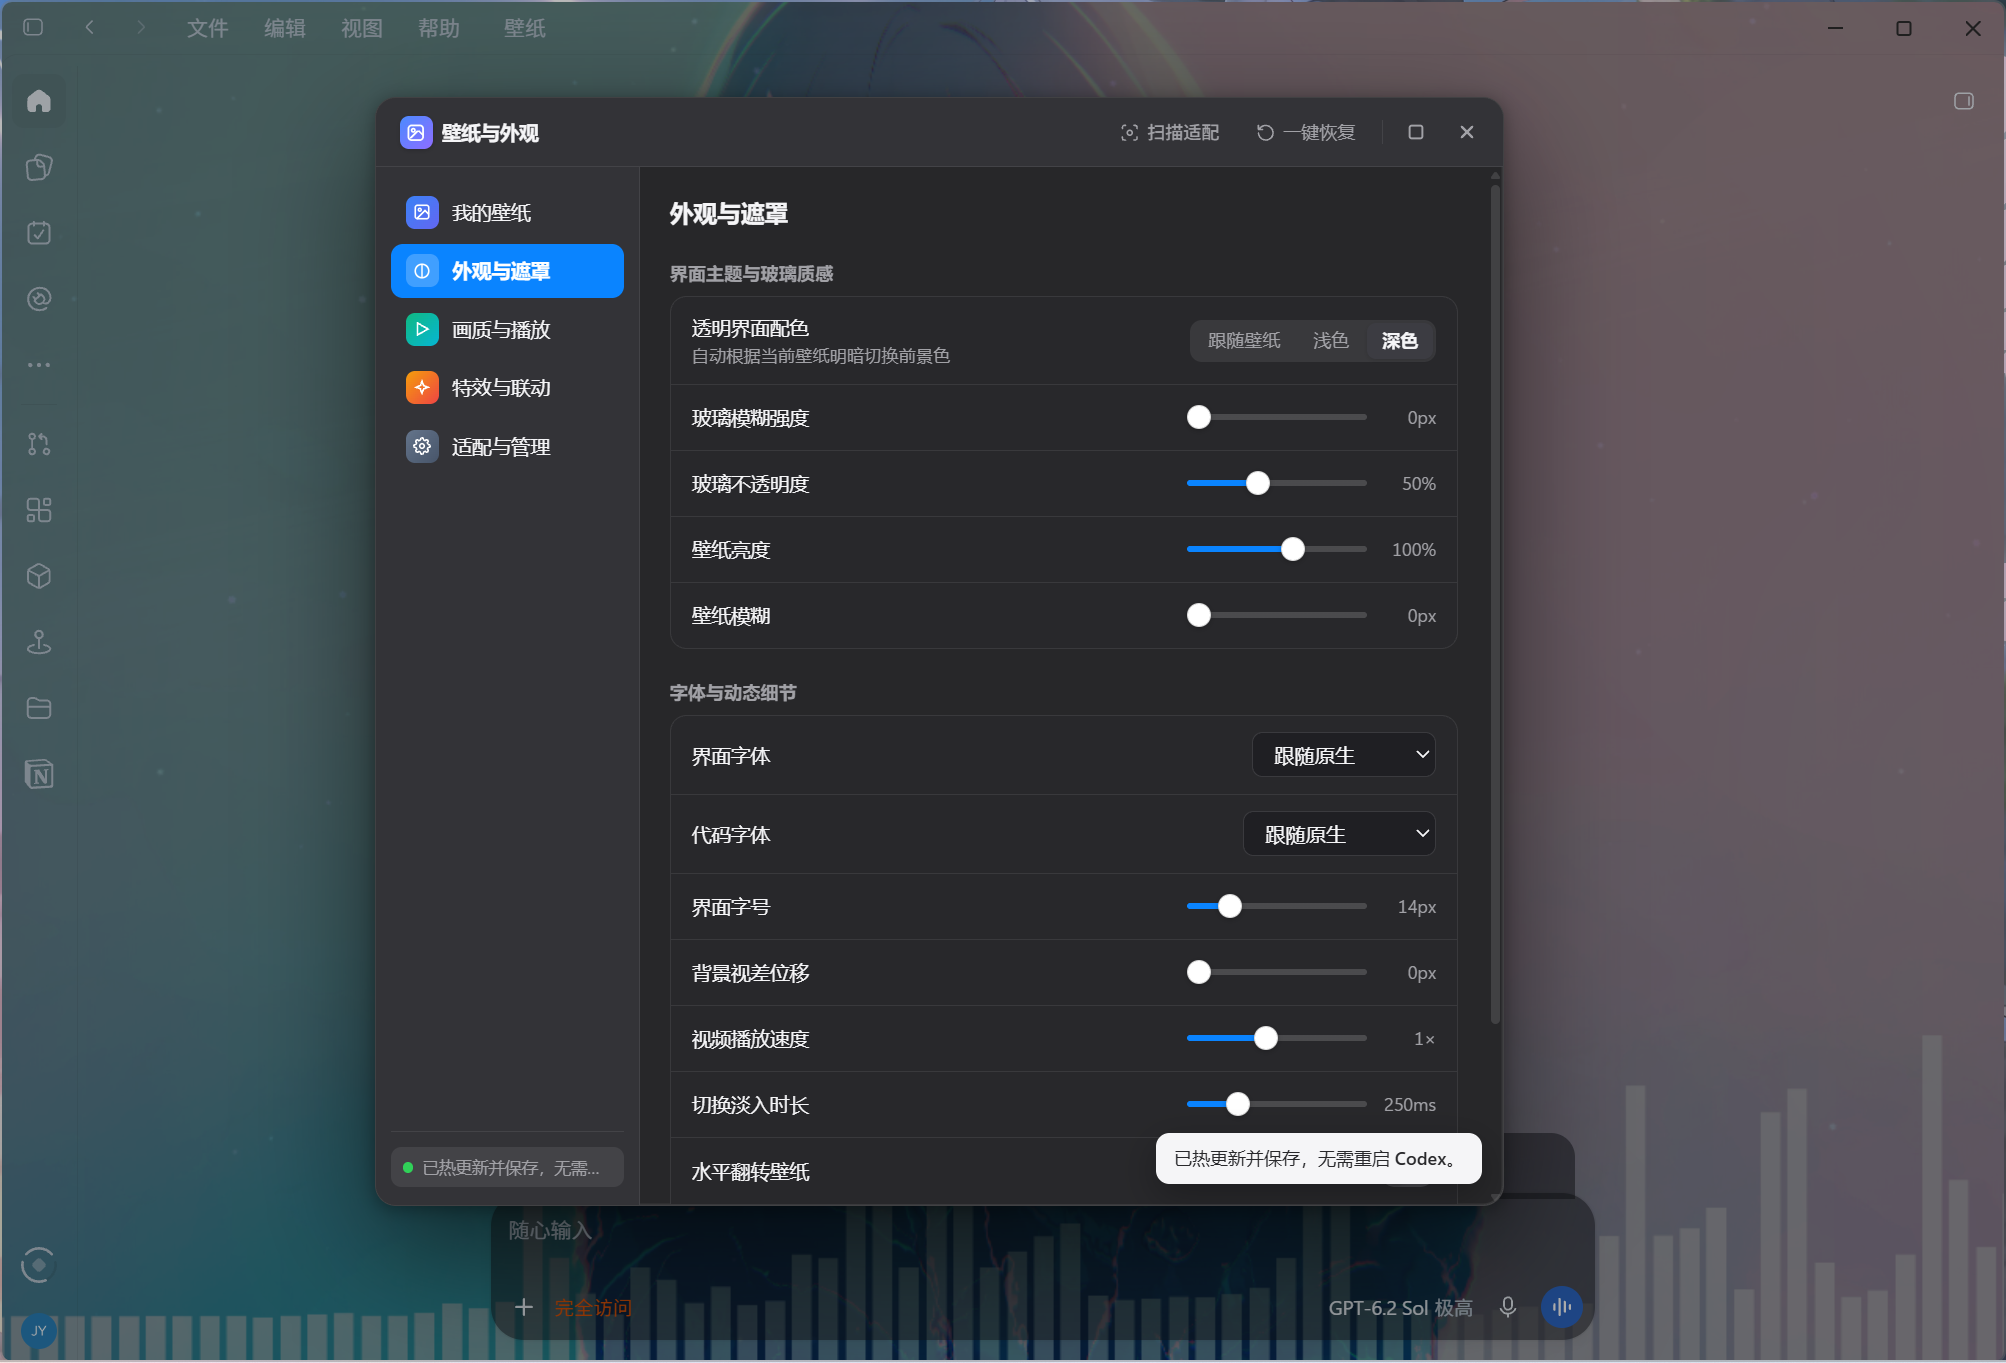 文件 编辑 视图 帮助 壁纸
壁纸与外观 扫描适配 一键恢复
我的壁纸
外观与遮罩
画质与播放
特效与联动
适配与管理
已热更新并保存，无需...
外观与遮罩
界面主题与玻璃质感
透明界面配色
自动根据当前壁纸明暗切换前景色
跟随壁纸 浅色 深色
玻璃模糊强度 0px
玻璃不透明度 50%
壁纸亮度 100%
壁纸模糊 0px
字体与动态细节
界面字体 跟随原生
代码字体 跟随原生
界面字号 14px
背景视差位移 0px
视频播放速度 1×
切换淡入时长 250ms
水平翻转壁纸
已热更新并保存，无需重启 Codex。
随心输入
完全访问 GPT-6.2 Sol 极高
N
JY